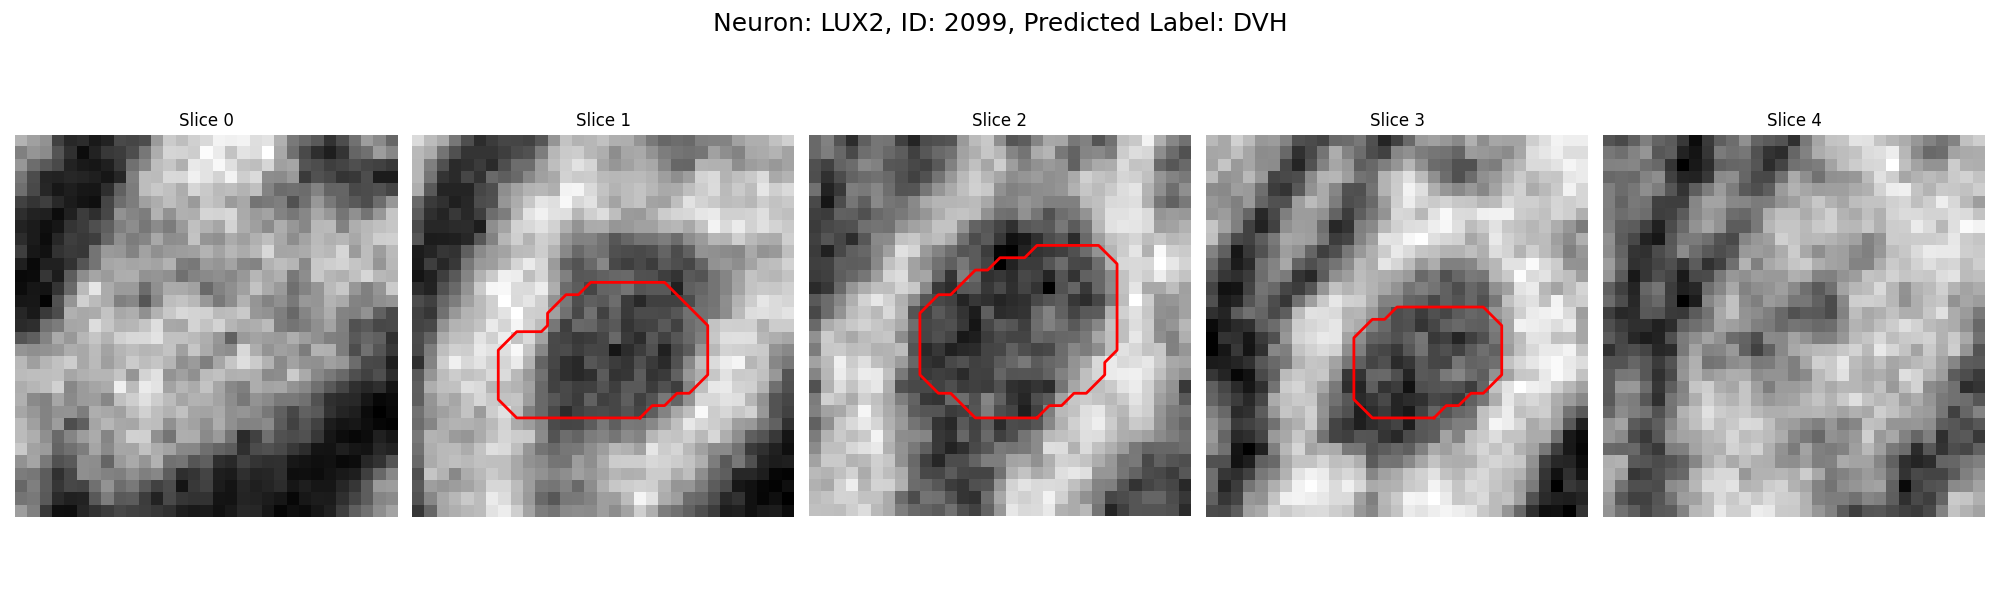 Neuron: LUX2, ID: 2099, Predicted Label: DVH
Slice 0
Slice 1
Slice 2
Slice 3
Slice 4